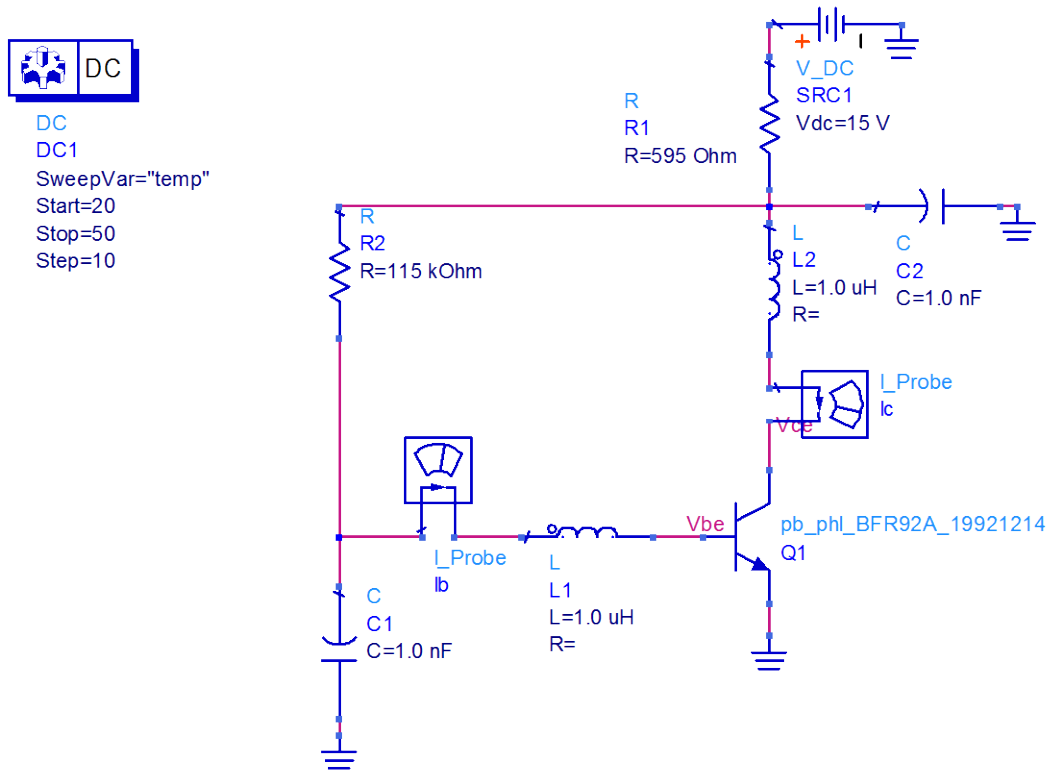 DC
DC
DC1
SweepVar="temp"
Start=20
Stop=50
Step=10
+
V_DC
SRC1
Vdc=15 V
R
R1
R=595 Ohm
R
R2
R=115 kOhm
L
L2
L=1.0 uH
R=
C
C2
C=1.0 nF
I_Probe
Ic
Vce
I_Probe
Ib
L
L1
L=1.0 uH
R=
Vbe
pb_phl_BFR92A_19921214
Q1
C
C1
C=1.0 nF